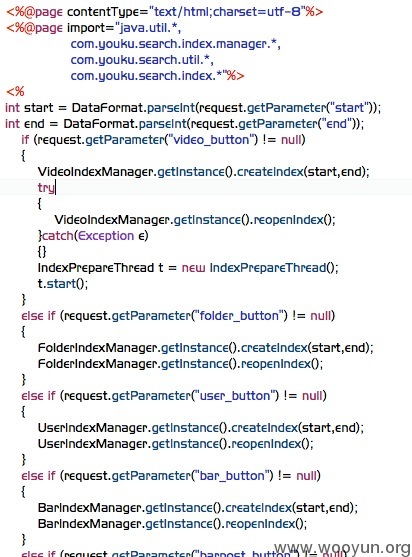 <%@page contentType="text/html;charset=utf-8"%>
<%@page import="java.util.*,
com.youku.search.index.manager.*,
com.youku.search.util.*,
com.youku.search.index.*"%>
<%
int start = DataFormat.parseInt(request.getParameter("start"));
int end = DataFormat.parseInt(request.getParameter("end"));
if (request.getParameter("video_button") != null)
{
VideoIndexManager.getInstance().createIndex(start,end);
try
{
VideoIndexManager.getInstance().reopenIndex();
}catch(Exception e)
{}
IndexPrepareThread t = new IndexPrepareThread();
t.start();
}
else if (request.getParameter("folder_button") != null)
{
FolderIndexManager.getInstance().createIndex(start,end);
FolderIndexManager.getInstance().reopenIndex();
}
else if (request.getParameter("user_button") != null)
{
UserIndexManager.getInstance().createIndex(start,end);
UserIndexManager.getInstance().reopenIndex();
}
else if (request.getParameter("bar_button") != null)
{
BarIndexManager.getInstance().createIndex(start,end);
BarIndexManager.getInstance().reopenIndex();
}
else if (request.getParameter("barpost_button") != null)
www.wooyun.org